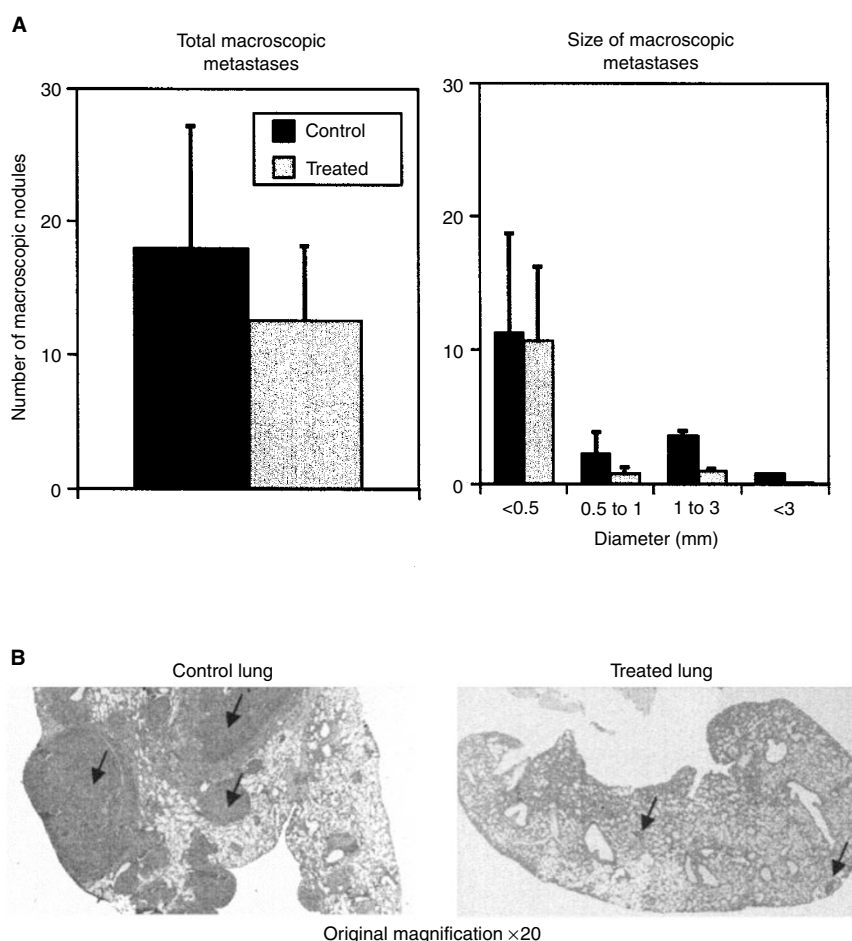 A
Total macroscopic
metastases
Number of macroscopic nodules
30
20
10
0
Control
Treated
Size of macroscopic
metastases
30
20
10
0
<0.5
0.5 to 1
1 to 3
<3
Diameter (mm)
B
Control lung
Treated lung
Original magnification ×20